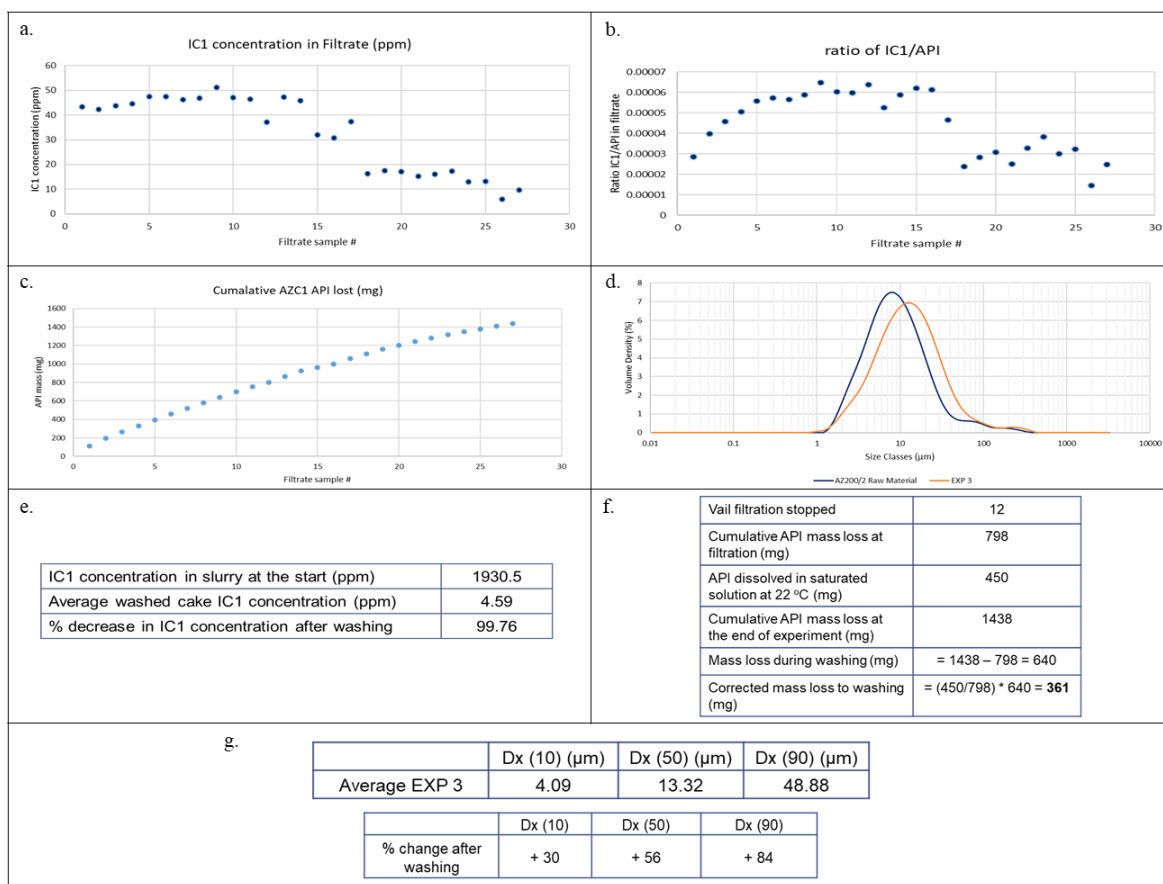 a.
IC1 concentration in Filtrate (ppm)
IC1 concentration (ppm)
60
50
40
30
20
10
0
0 5 10 15 20 25 30
Filtrate sample #
b.
ratio of IC1/API
Ratio IC1/API in filtrate
0.00007
0.00006
0.00005
0.00004
0.00003
0.00002
0.00001
0
0 5 10 15 20 25 30
Filtrate sample #
c.
Cumalative AZC1 API lost (mg)
API mass (mg)
1600
1400
1200
1000
800
600
400
200
0
0 5 10 15 20 25 30
Filtrate sample #
d.
Volume Density (%)
8
7
6
5
4
3
2
1
0
0.01 0.1 1 10 100 1000 10000
Size Classes (µm)
AZ200/2 Raw Material EXP 3
e.
IC1 concentration in slurry at the start (ppm) 1930.5
Average washed cake IC1 concentration (ppm) 4.59
% decrease in IC1 concentration after washing 99.76
f.
Vail filtration stopped 12
Cumulative API mass loss at
filtration (mg) 798
API dissolved in saturated
solution at 22 °C (mg) 450
Cumulative API mass loss at
the end of experiment (mg) 1438
Mass loss during washing (mg) = 1438 – 798 = 640
Corrected mass loss to washing
(mg) = (450/798) * 640 = 361
g.
Dx (10) (µm) Dx (50) (µm) Dx (90) (µm)
Average EXP 3 4.09 13.32 48.88
Dx (10) Dx (50) Dx (90)
% change after
washing + 30 + 56 + 84